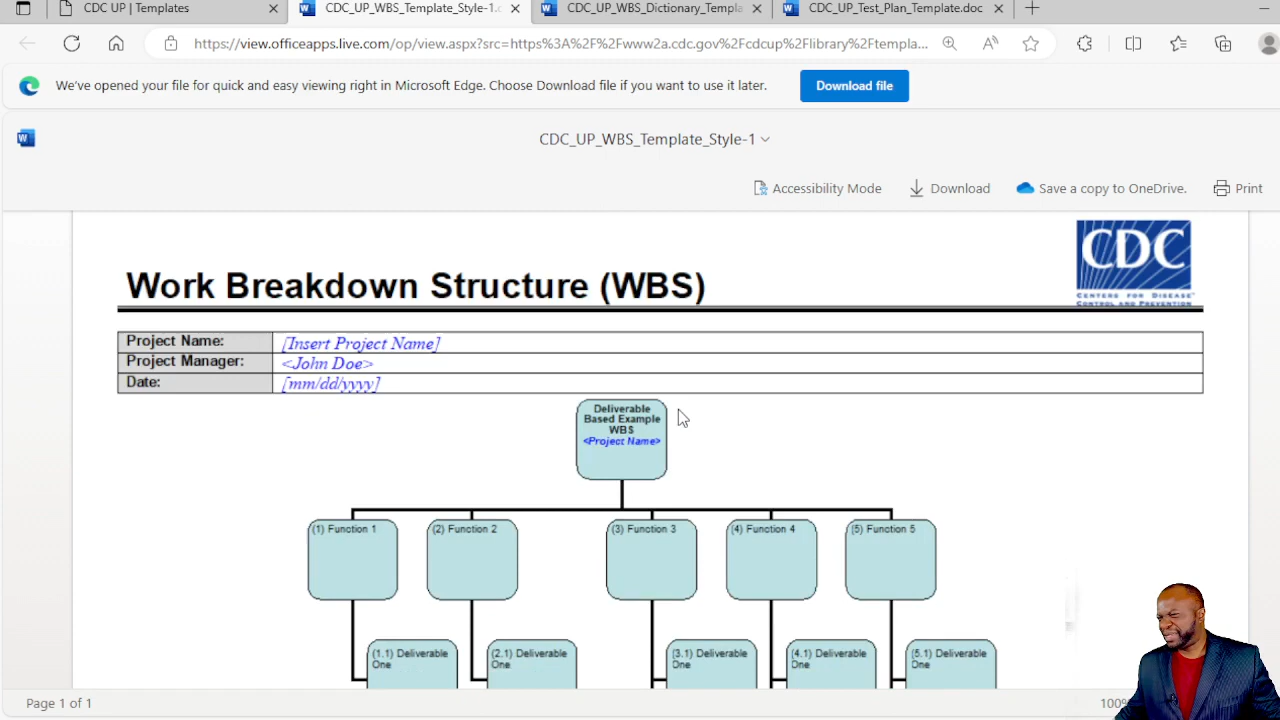 CDC UP | Templates
CDC_UP_WBS_Template_Style-1.
CDC_UP_WBS_Dictionary_Templa
CDC_UP_Test_Plan_Template.doc
https://view.officeapps.live.com/op/view.aspx?src=https%3A%2F%2Fwww2a.cdc.gov%2Fcdcup%2Flibrary%2Ftempla...
We've opened your file for quick and easy viewing right in Microsoft Edge. Choose Download file if you want to use it later.
Download file
CDC_UP_WBS_Template_Style-1
Accessibility Mode
Download
Save a copy to OneDrive.
Print
CDC
CENTERS FOR DISEASE
CONTROL AND PREVENTION
Work Breakdown Structure (WBS)
Project Name: [Insert Project Name]
Project Manager: <John Doe>
Date: [mm/dd/yyyy]
Deliverable
Based Example
WBS
<Project Name>
(1) Function 1
(2) Function 2
(3) Function 3
(4) Function 4
(5) Function 5
(1.1) Deliverable
One
(2.1) Deliverable
One
(3.1) Deliverable
One
(4.1) Deliverable
One
(5.1) Deliverable
One
Page 1 of 1
100%